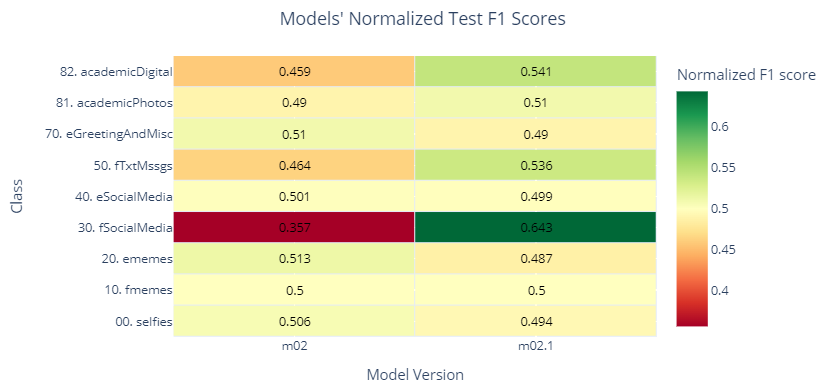 Models' Normalized Test F1 Scores
Normalized F1 score
82. academicDigital 0.459 0.541
81. academicPhotos 0.49 0.51
70. eGreetingAndMisc 0.51 0.49
50. fTxtMssgs 0.464 0.536
40. eSocialMedia 0.501 0.499
30. fSocialMedia 0.357 0.643
20. ememes 0.513 0.487
10. fmemes 0.5 0.5
00. selfies 0.506 0.494
m02 m02.1
Model Version
Class
0.6
0.55
0.5
0.45
0.4